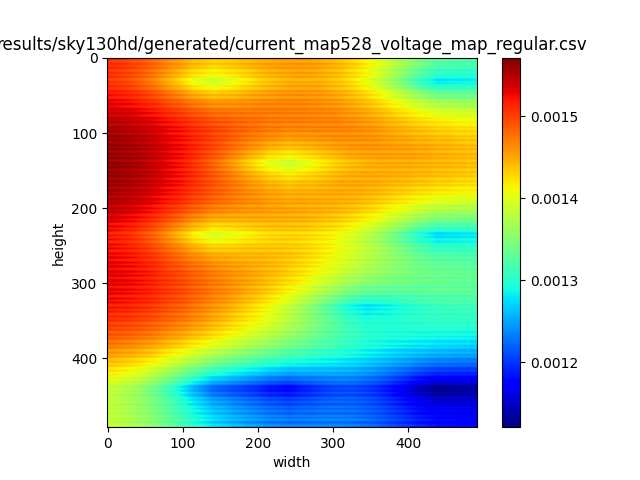 results/sky130hd/generated/current_map528_voltage_map_regular.csv
0
100
200
300
400
height
0 100 200 300 400
width
0.0015
0.0014
0.0013
0.0012